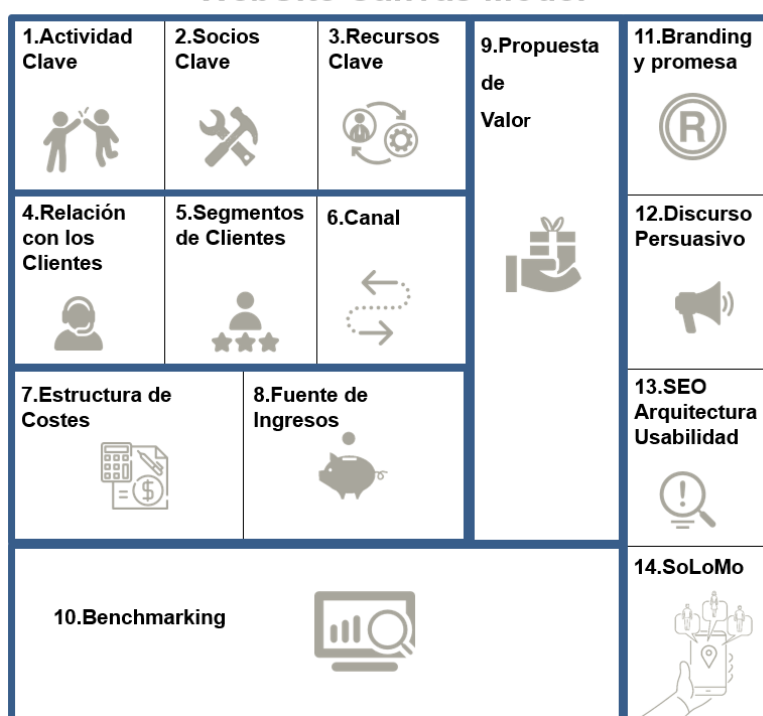 1.Actividad
Clave
2.Socios
Clave
3.Recursos
Clave
9.Propuesta
de
Valor
11.Branding
y promesa
R
4.Relación
con los
Clientes
5.Segmentos
de Clientes
6.Canal
12.Discurso
Persuasivo
7.Estructura de
Costes
= $
8.Fuente de
Ingresos
13.SEO
Arquitectura
Usabilidad
!
10.Benchmarking
14.SoLoMo